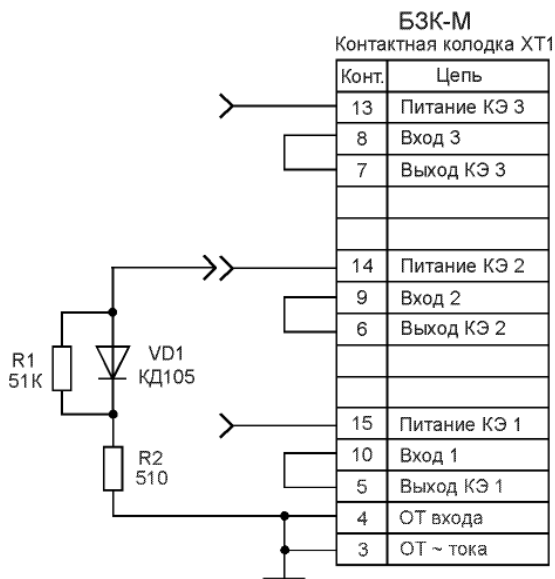 БЗК-М
Контактная колодка XT1
Конт. Цепь
13 Питание КЭ 3
8 Вход 3
7 Выход КЭ 3
14 Питание КЭ 2
9 Вход 2
6 Выход КЭ 2
R1
51K
VD1
КД105
15 Питание КЭ 1
10 Вход 1
R2
510
5 Выход КЭ 1
4 ОТ входа
3 ОТ ~ тока